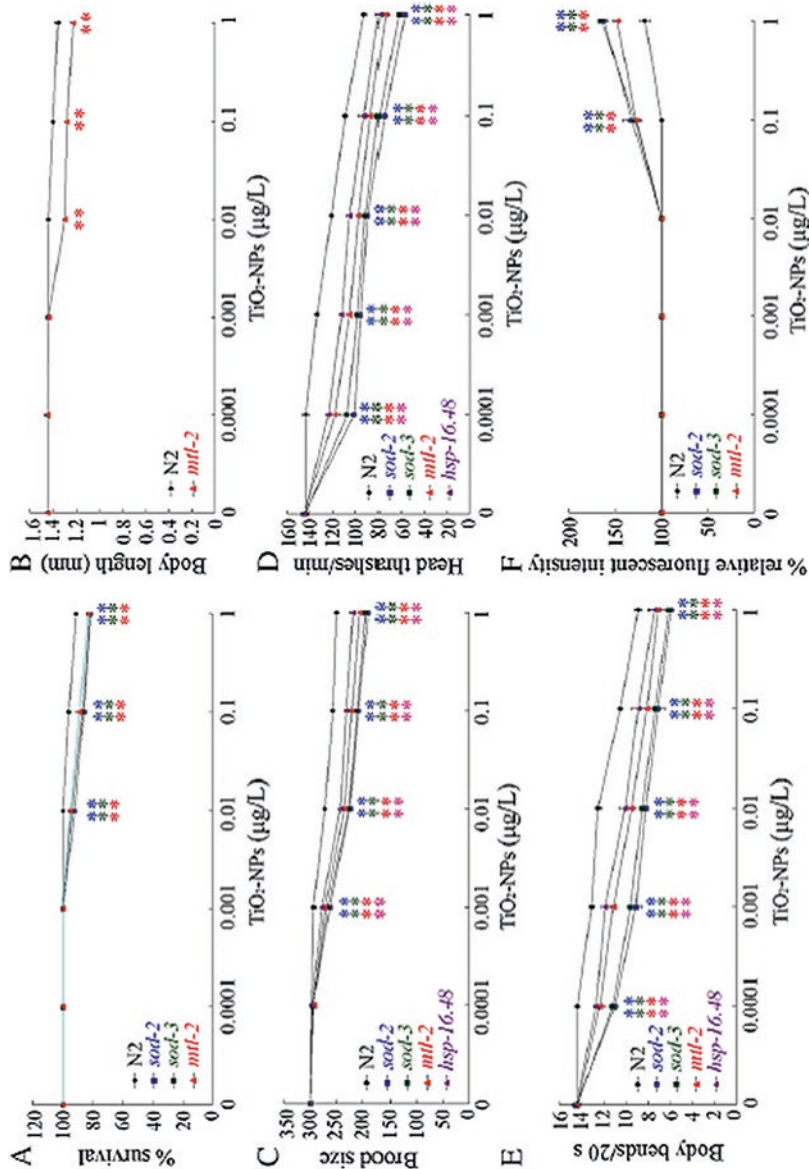 A
% survival
120
100
80
60
40
20
0
N2
sod-2
sod-3
mtl-2
** ** **
** ** **
** ** **
0 0.0001 0.001 0.01 0.1 1
TiO₂-NPs (µg/L)
B
Body length (mm)
1.6
1.4
1.2
1
0.8
0.6
0.4
0.2
0
N2
mtl-2
** ** **
0 0.0001 0.001 0.01 0.1 1
TiO₂-NPs (µg/L)
C
Brood size
350
300
250
200
150
100
50
0
N2
sod-2
sod-3
mtl-2
hsp-16.48
** ** ** **
** ** ** **
** ** ** **
** ** ** **
0 0.0001 0.001 0.01 0.1 1
TiO₂-NPs (µg/L)
D
Head thrashes/min
160
140
120
100
80
60
40
20
0
N2
sod-2
sod-3
mtl-2
hsp-16.48
** ** ** ** **
** ** ** ** **
** ** ** ** **
** ** ** ** **
0 0.0001 0.001 0.01 0.1 1
TiO₂-NPs (µg/L)
E
Body bends/20 s
16
14
12
10
8
6
4
2
0
N2
sod-2
sod-3
mtl-2
hsp-16.48
** ** ** ** **
** ** ** ** **
** ** ** ** **
** ** ** ** **
0 0.0001 0.001 0.01 0.1 1
TiO₂-NPs (µg/L)
F
% relative fluorescent intensity
200
150
100
50
0
N2
sod-2
sod-3
mtl-2
** ** **
** ** **
0 0.0001 0.001 0.01 0.1 1
TiO₂-NPs (µg/L)